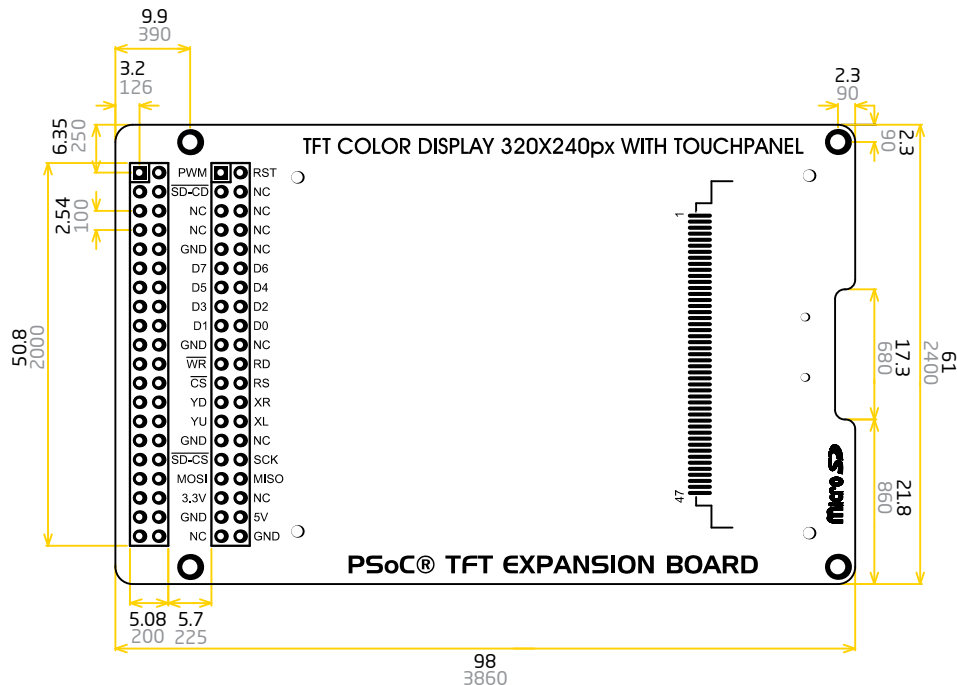 9.9
390
3.2
126
2.3
90
6.35
250
2.3
90
TFT COLOR DISPLAY 320X240px WITH TOUCHPANEL
PWM RST
SD-CD NC
NC NC
NC NC
GND NC
D7 D6
D5 D4
D3 D2
D1 D0
GND NC
WR RD
CS RS
YD XR
YU XL
GND NC
SD-CS SCK
MOSI MISO
3.3V NC
GND 5V
NC GND
2.54
100
50.8
2000
1
47
17.3
680
61
2400
21.8
860
Micro SD
PSoC® TFT EXPANSION BOARD
5.08
200
5.7
225
98
3860